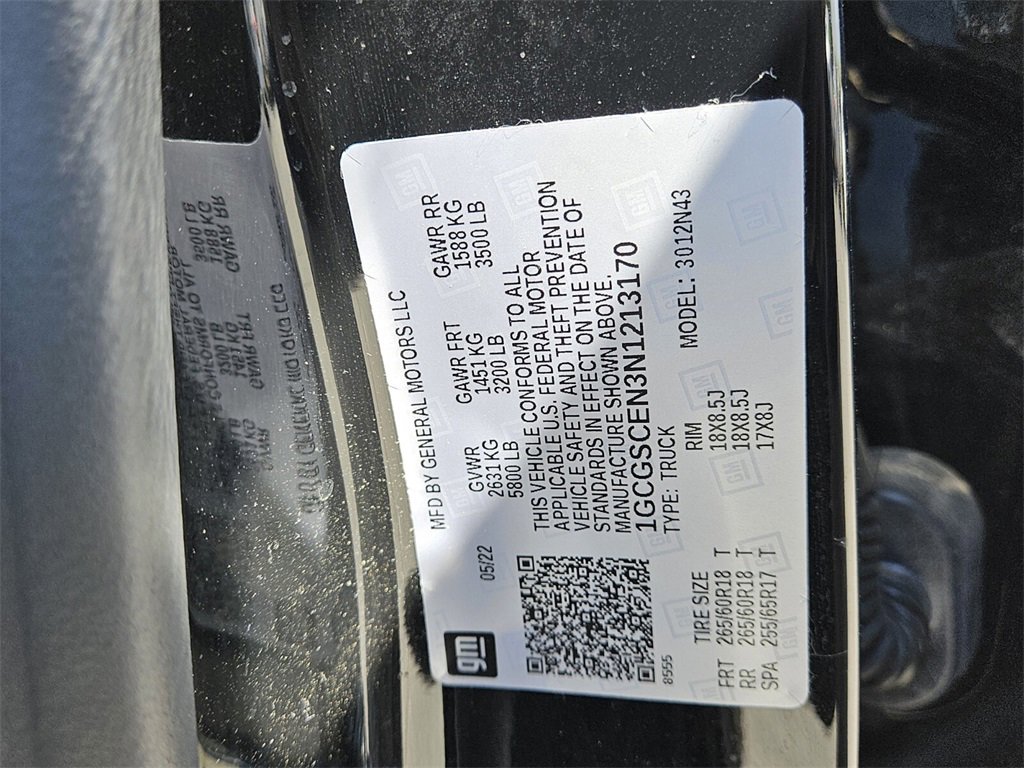 gm
05/22
MFD BY GENERAL MOTORS LLC
GVWR GAWR FRT GAWR RR
2631 KG 1451 KG 1588 KG
5800 LB 3200 LB 3500 LB
THIS VEHICLE CONFORMS TO ALL
APPLICABLE U.S. FEDERAL MOTOR
VEHICLE SAFETY AND THEFT PREVENTION
STANDARDS IN EFFECT ON THE DATE OF
MANUFACTURE SHOWN ABOVE.
1GCGSCEN3N1213170
8555
TYPE: TRUCK MODEL: 3012N43
TIRE SIZE RIM
FRT 265/60R18 T 18X8.5J
RR 265/60R18 T 18X8.5J
SPA 255/65R17 T 17X8J